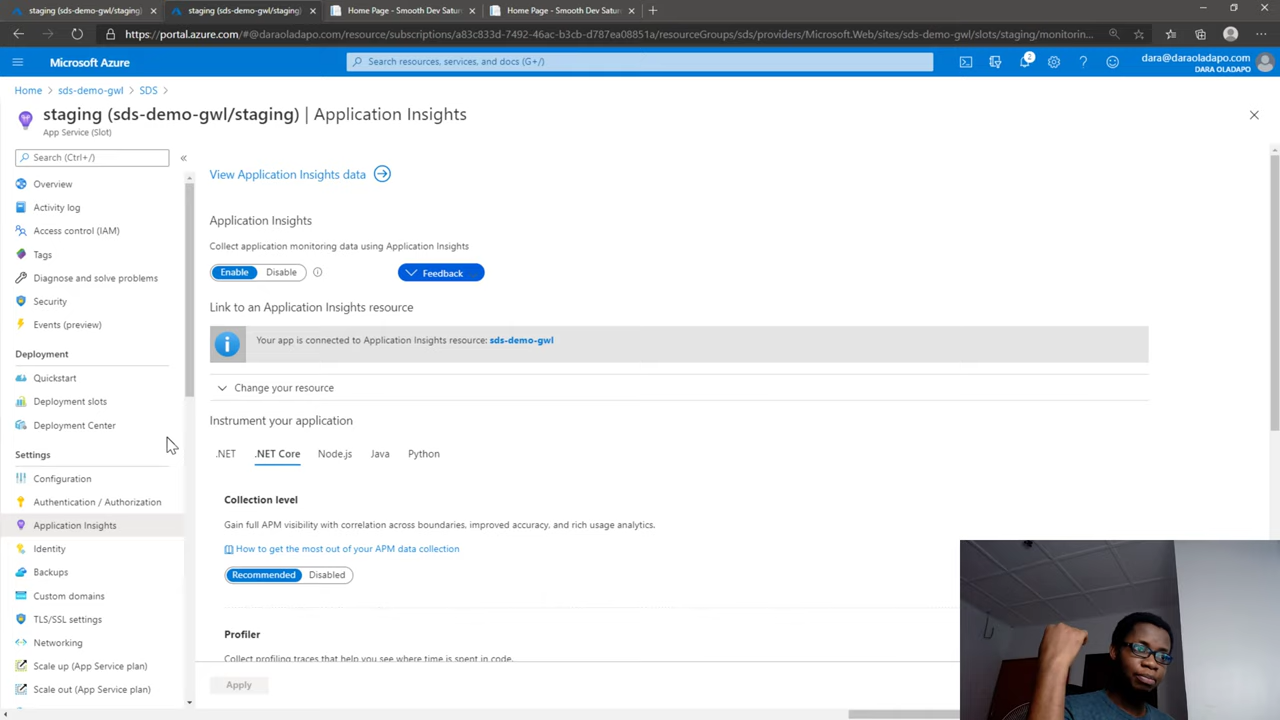 staging (sds-demo-gwl/staging)
staging (sds-demo-gwl/staging)
Home Page - Smooth Dev Satur
Home Page - Smooth Dev Satur
https://portal.azure.com/#@daraoladapo.com/resource/subscriptions/a83c833d-7492-46ac-b3cb-d787ea08851a/resourceGroups/sds/providers/Microsoft.Web/sites/sds-demo-gwl/slots/staging/monitorin...
Microsoft Azure
Search resources, services, and docs (G+/)
2
dara@daraoladapo.com
DARA OLADAPO
Home
sds-demo-gwl
SDS
staging (sds-demo-gwl/staging) | Application Insights
App Service (Slot)
Search (Ctrl+/)
Overview
Activity log
Access control (IAM)
Tags
Diagnose and solve problems
Security
Events (preview)
Deployment
Quickstart
Deployment slots
Deployment Center
Settings
Configuration
Authentication / Authorization
Application Insights
Identity
Backups
Custom domains
TLS/SSL settings
Networking
Scale up (App Service plan)
Scale out (App Service plan)
View Application Insights data
Application Insights
Collect application monitoring data using Application Insights
Enable
Disable
Feedback
Link to an Application Insights resource
Your app is connected to Application Insights resource: sds-demo-gwl
Change your resource
Instrument your application
.NET
.NET Core
Node.js
Java
Python
Collection level
Gain full APM visibility with correlation across boundaries, improved accuracy, and rich usage analytics.
How to get the most out of your APM data collection
Recommended
Disabled
Profiler
Collect profiling traces that help you see where time is spent in code.
Apply